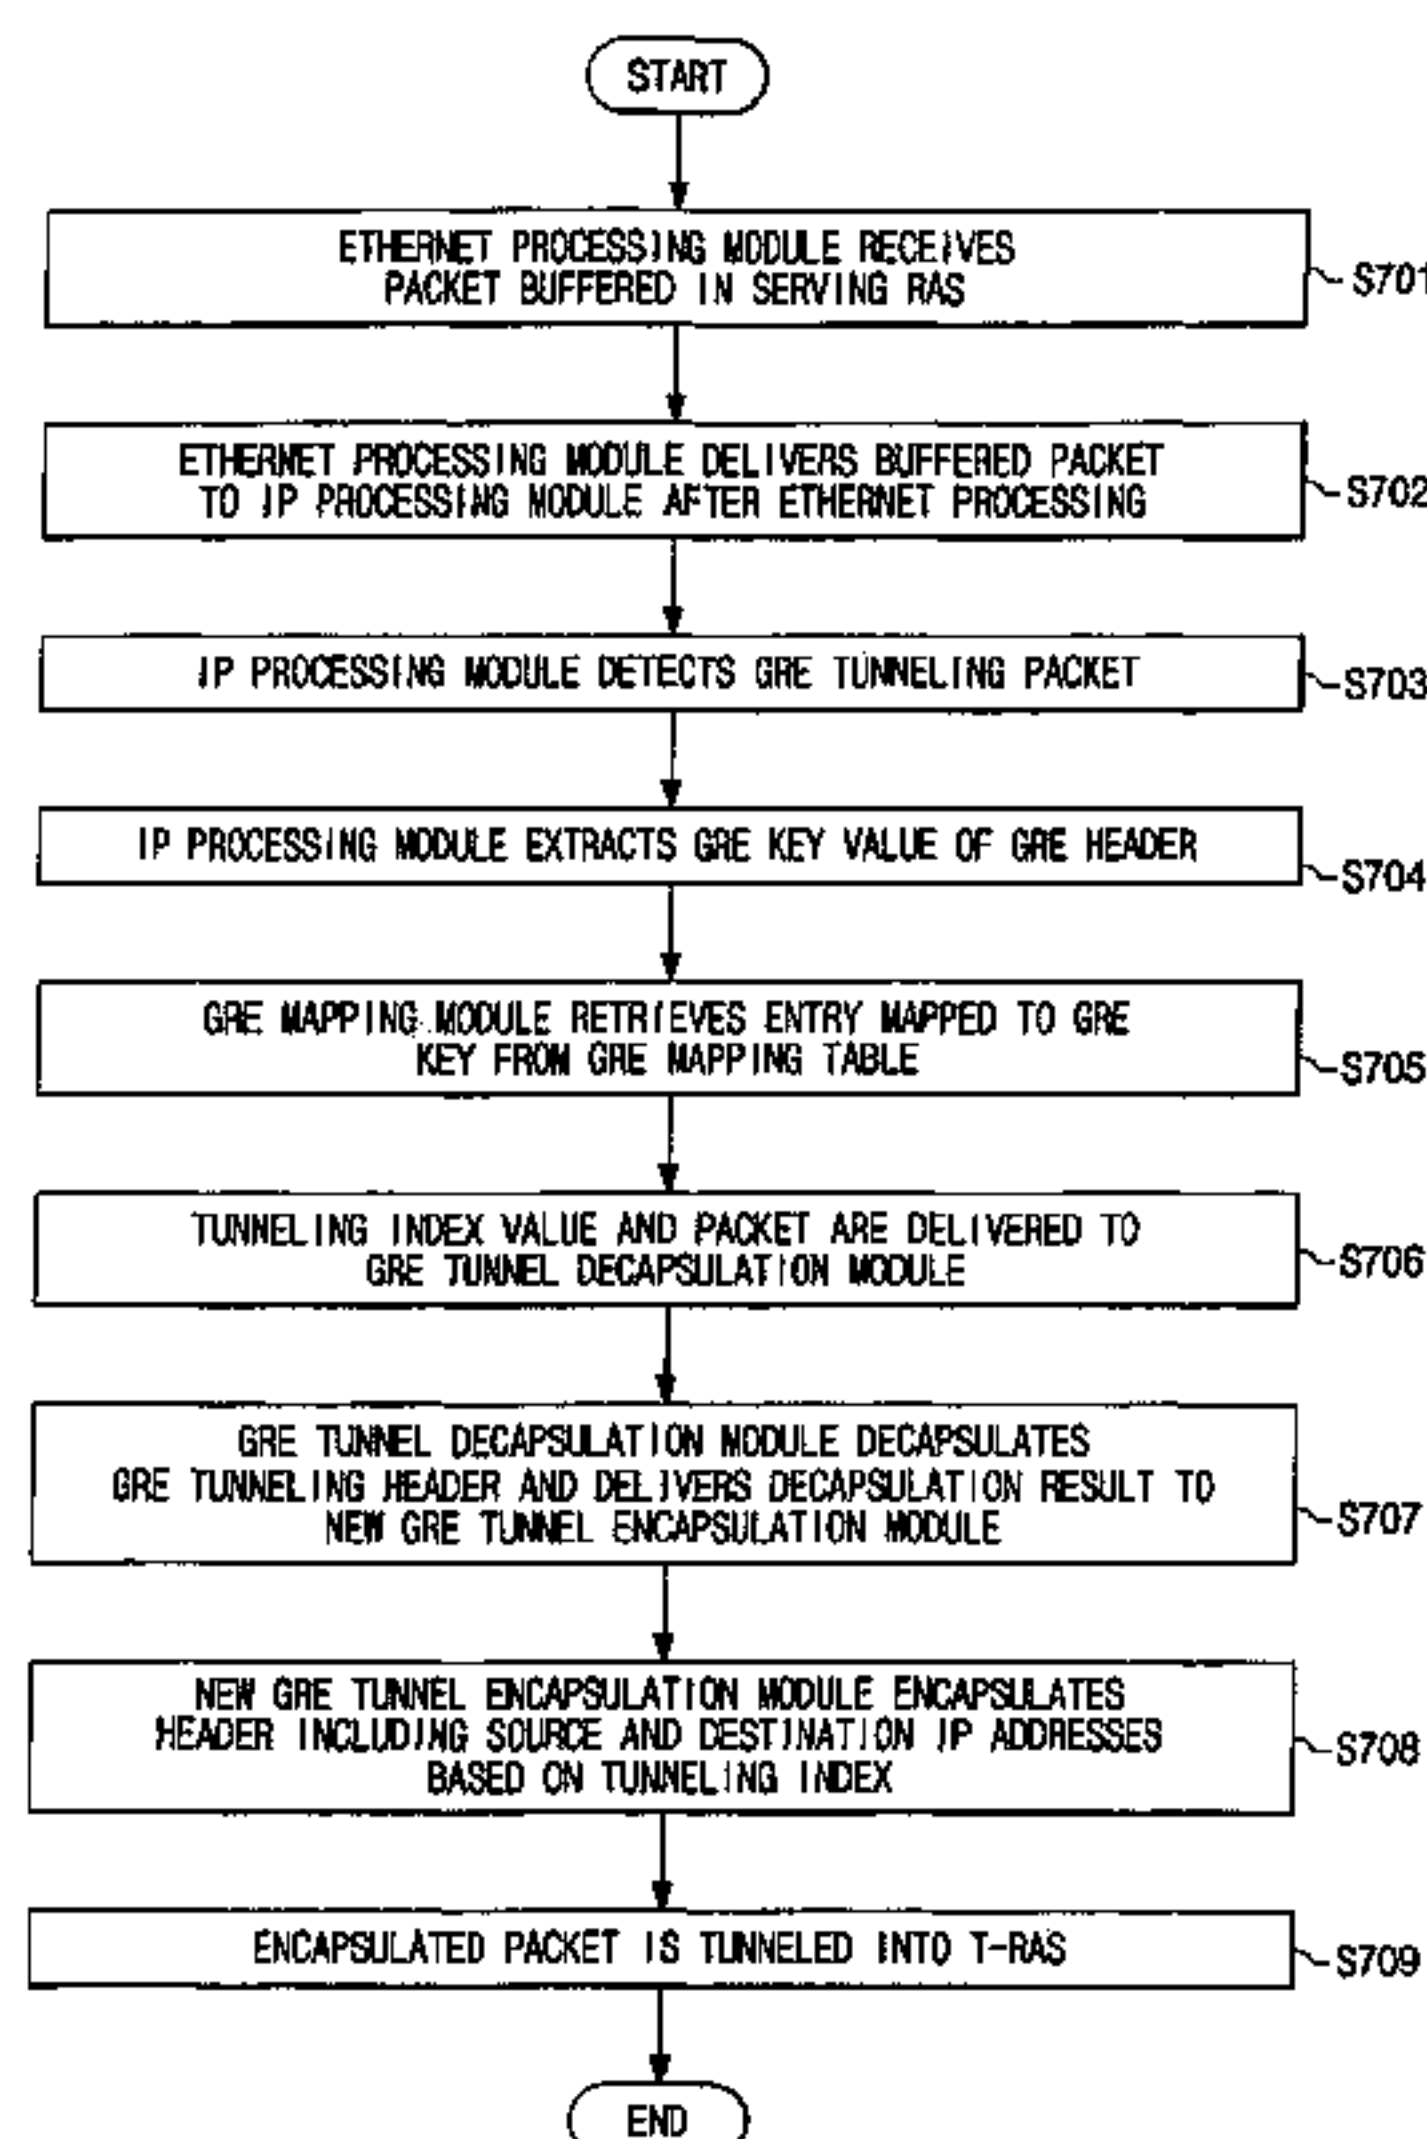 START
ETHERNET PROCESSING MODULE RECEIVES
PACKET BUFFERED IN SERVING RAS
S701
ETHERNET PROCESSING MODULE DELIVERS BUFFERED PACKET
TO IP PROCESSING MODULE AFTER ETHERNET PROCESSING
S702
IP PROCESSING MODULE DETECTS GRE TUNNELING PACKET
S703
IP PROCESSING MODULE EXTRACTS GRE KEY VALUE OF GRE HEADER
S704
GRE MAPPING MODULE RETRIEVES ENTRY MAPPED TO GRE
KEY FROM GRE MAPPING TABLE
S705
TUNNELING INDEX VALUE AND PACKET ARE DELIVERED TO
GRE TUNNEL DECAPSULATION MODULE
S706
GRE TUNNEL DECAPSULATION MODULE DECAPSULATES
GRE TUNNELING HEADER AND DELIVERS DECAPSULATION RESULT TO
NEW GRE TUNNEL ENCAPSULATION MODULE
S707
NEW GRE TUNNEL ENCAPSULATION MODULE ENCAPSULATES
HEADER INCLUDING SOURCE AND DESTINATION IP ADDRESSES
BASED ON TUNNELING INDEX
S708
ENCAPSULATED PACKET IS TUNNELED INTO T-RAS
S709
END